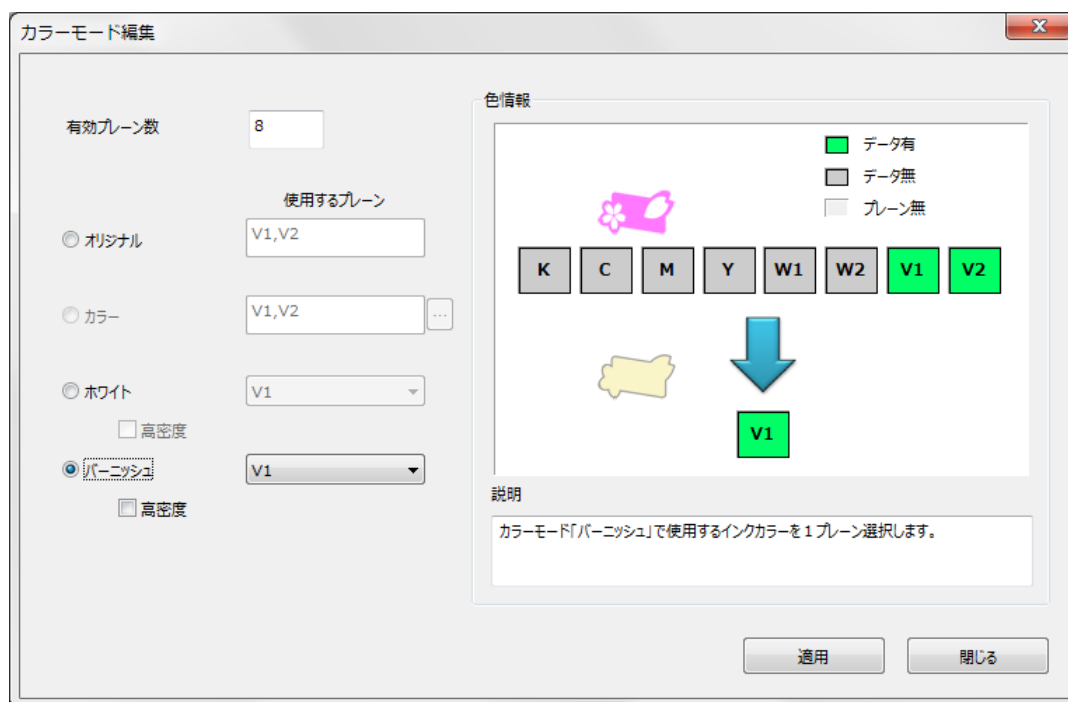 カラーモード編集
有効プレーン数
8
使用するプレーン
オリジナル
V1,V2
カラー
V1,V2
...
ホワイト
V1
高密度
バーニッシュ
V1
高密度
色情報
データ有
データ無
プレーン無
K C M Y W1 W2 V1 V2
V1
説明
カラーモード「バーニッシュ」で使用するインクカラーを1プレーン選択します。
適用
閉じる